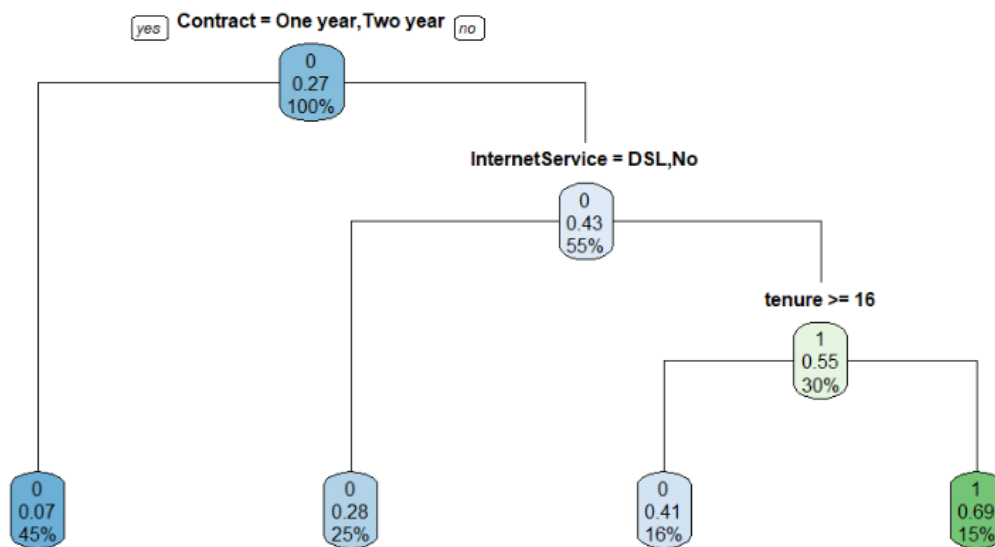 yes Contract = One year,Two year no
0
0.27
100%
InternetService = DSL,No
0
0.43
55%
tenure >= 16
1
0.55
30%
0 0 0 1
0.07 0.28 0.41 0.69
45% 25% 16% 15%